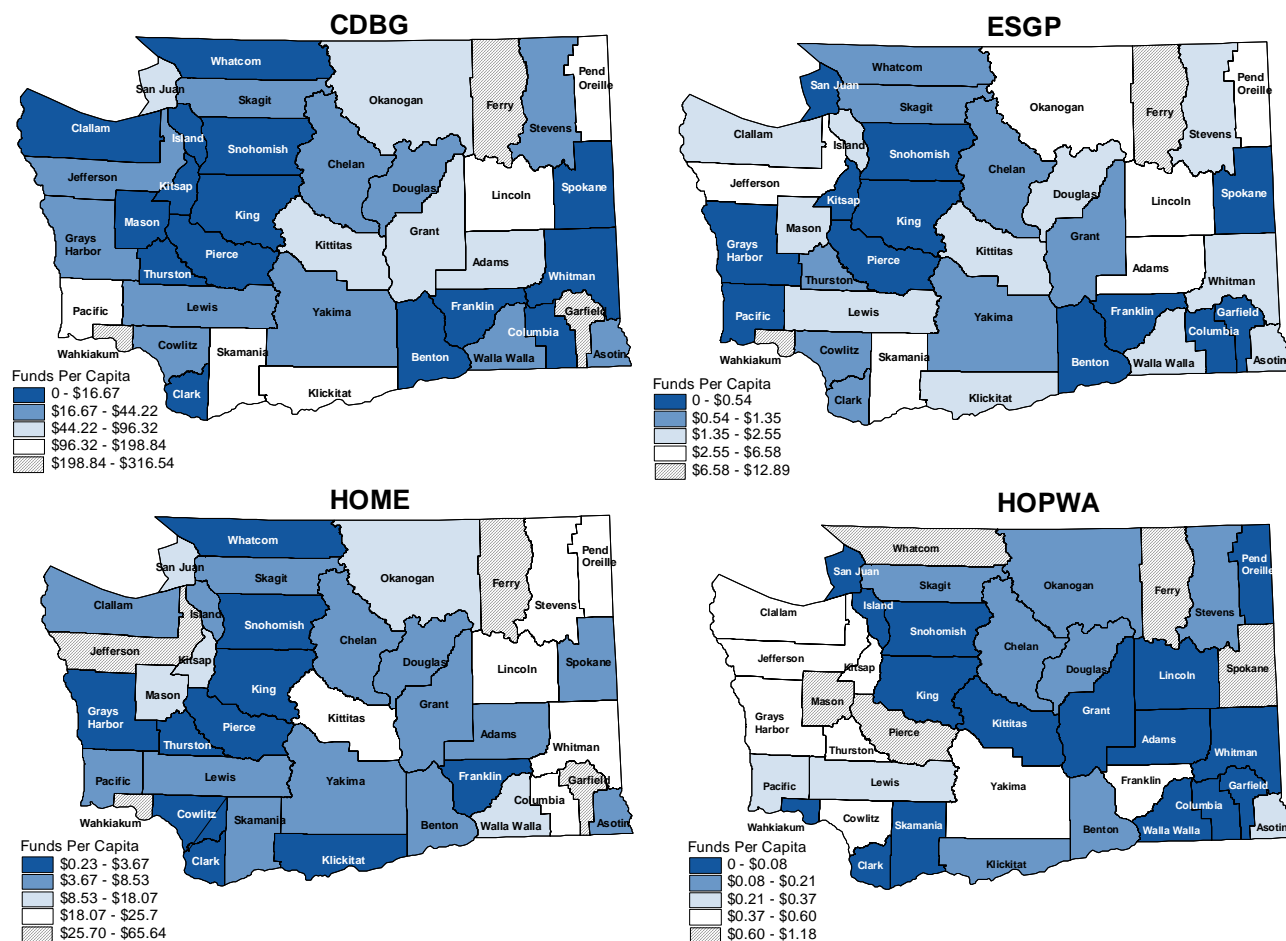 CDBG
Whatcom
San Juan
Skagit
Okanogan
Ferry
Pend
Oreille
Stevens
Clallam
Island
Snohomish
Chelan
Jefferson
Kitsap
Douglas
Lincoln
Spokane
Mason
King
Grays
Harbor
Kittitas
Grant
Adams
Thurston
Pierce
Whitman
Pacific
Lewis
Yakima
Franklin
Garfield
Columbia
Wahkiakum
Cowlitz
Skamania
Benton
Walla Walla
Asotin
Clark
Klickitat
Funds Per Capita
0 - $16.67
$16.67 - $44.22
$44.22 - $96.32
$96.32 - $198.84
$198.84 - $316.54
ESGP
Whatcom
San Juan
Skagit
Okanogan
Ferry
Pend
Oreille
Stevens
Clallam
Island
Snohomish
Chelan
Jefferson
Kitsap
Douglas
Lincoln
Spokane
Mason
King
Grays
Harbor
Kittitas
Grant
Adams
Thurston
Pierce
Whitman
Pacific
Lewis
Yakima
Franklin
Garfield
Columbia
Wahkiakum
Cowlitz
Skamania
Benton
Walla Walla
Asotin
Clark
Klickitat
Funds Per Capita
0 - $0.54
$0.54 - $1.35
$1.35 - $2.55
$2.55 - $6.58
$6.58 - $12.89
HOME
Whatcom
San Juan
Skagit
Okanogan
Ferry
Pend
Oreille
Stevens
Clallam
Island
Snohomish
Chelan
Jefferson
Kitsap
Douglas
Lincoln
Spokane
Mason
King
Grays
Harbor
Kittitas
Grant
Adams
Thurston
Pierce
Whitman
Pacific
Lewis
Yakima
Franklin
Garfield
Columbia
Wahkiakum
Cowlitz
Skamania
Benton
Walla Walla
Asotin
Clark
Klickitat
Funds Per Capita
$0.23 - $3.67
$3.67 - $8.53
$8.53 - $18.07
$18.07 - $25.7
$25.70 - $65.64
HOPWA
Whatcom
San Juan
Skagit
Okanogan
Ferry
Pend
Oreille
Stevens
Clallam
Island
Snohomish
Chelan
Jefferson
Kitsap
Douglas
Lincoln
Spokane
Mason
King
Grays
Harbor
Kittitas
Grant
Adams
Thurston
Pierce
Whitman
Pacific
Lewis
Yakima
Franklin
Garfield
Columbia
Wahkiakum
Cowlitz
Skamania
Benton
Walla Walla
Asotin
Clark
Klickitat
Funds Per Capita
0 - $0.08
$0.08 - $0.21
$0.21 - $0.37
$0.37 - $0.60
$0.60 - $1.18